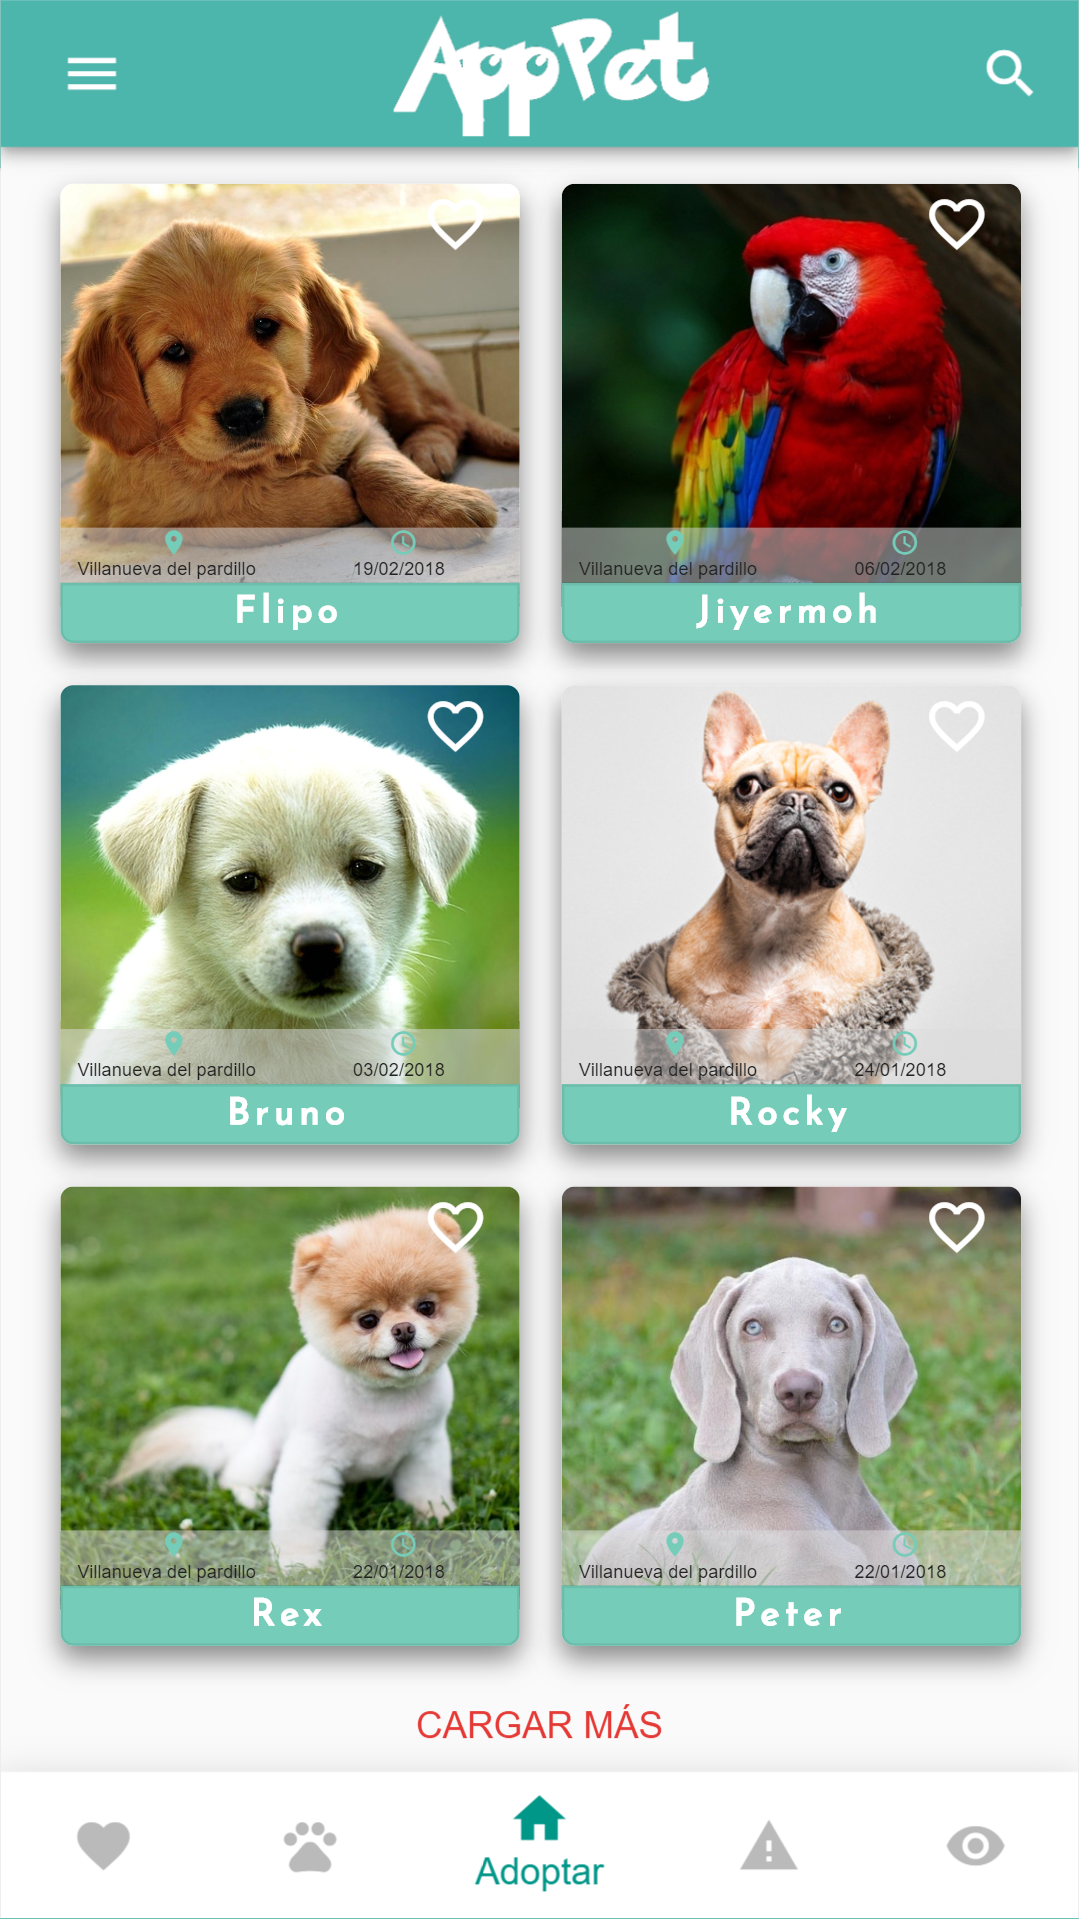 AppPet
Villanueva del pardillo 19/02/2018
Flipo
Villanueva del pardillo 06/02/2018
Jiyermoh
Villanueva del pardillo 03/02/2018
Bruno
Villanueva del pardillo 24/01/2018
Rocky
Villanueva del pardillo 22/01/2018
Rex
Villanueva del pardillo 22/01/2018
Peter
CARGAR MÁS
Adoptar